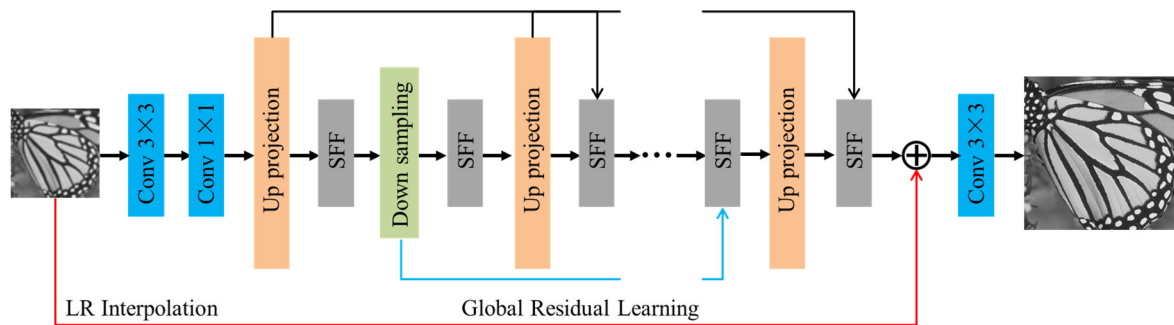 Conv 3×3
Conv 1×1
Up projection
SFF
Down sampling
SFF
Up projection
SFF
SFF
Up projection
SFF
Conv 3×3
LR Interpolation
Global Residual Learning